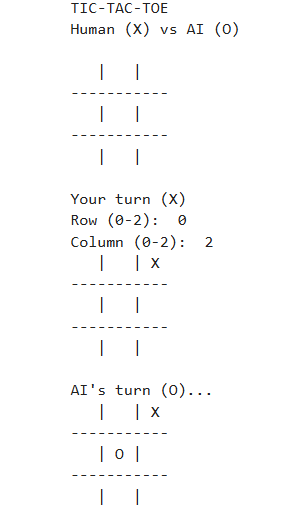 TIC-TAC-TOE
Human (X) vs AI (O)
   |   |
-----------
   |   |
-----------
   |   |
Your turn (X)
Row (0-2):  0
Column (0-2):  2
   |   | X
-----------
   |   |
-----------
   |   |
AI's turn (O)...
   |   | X
-----------
   | O |
-----------
   |   |